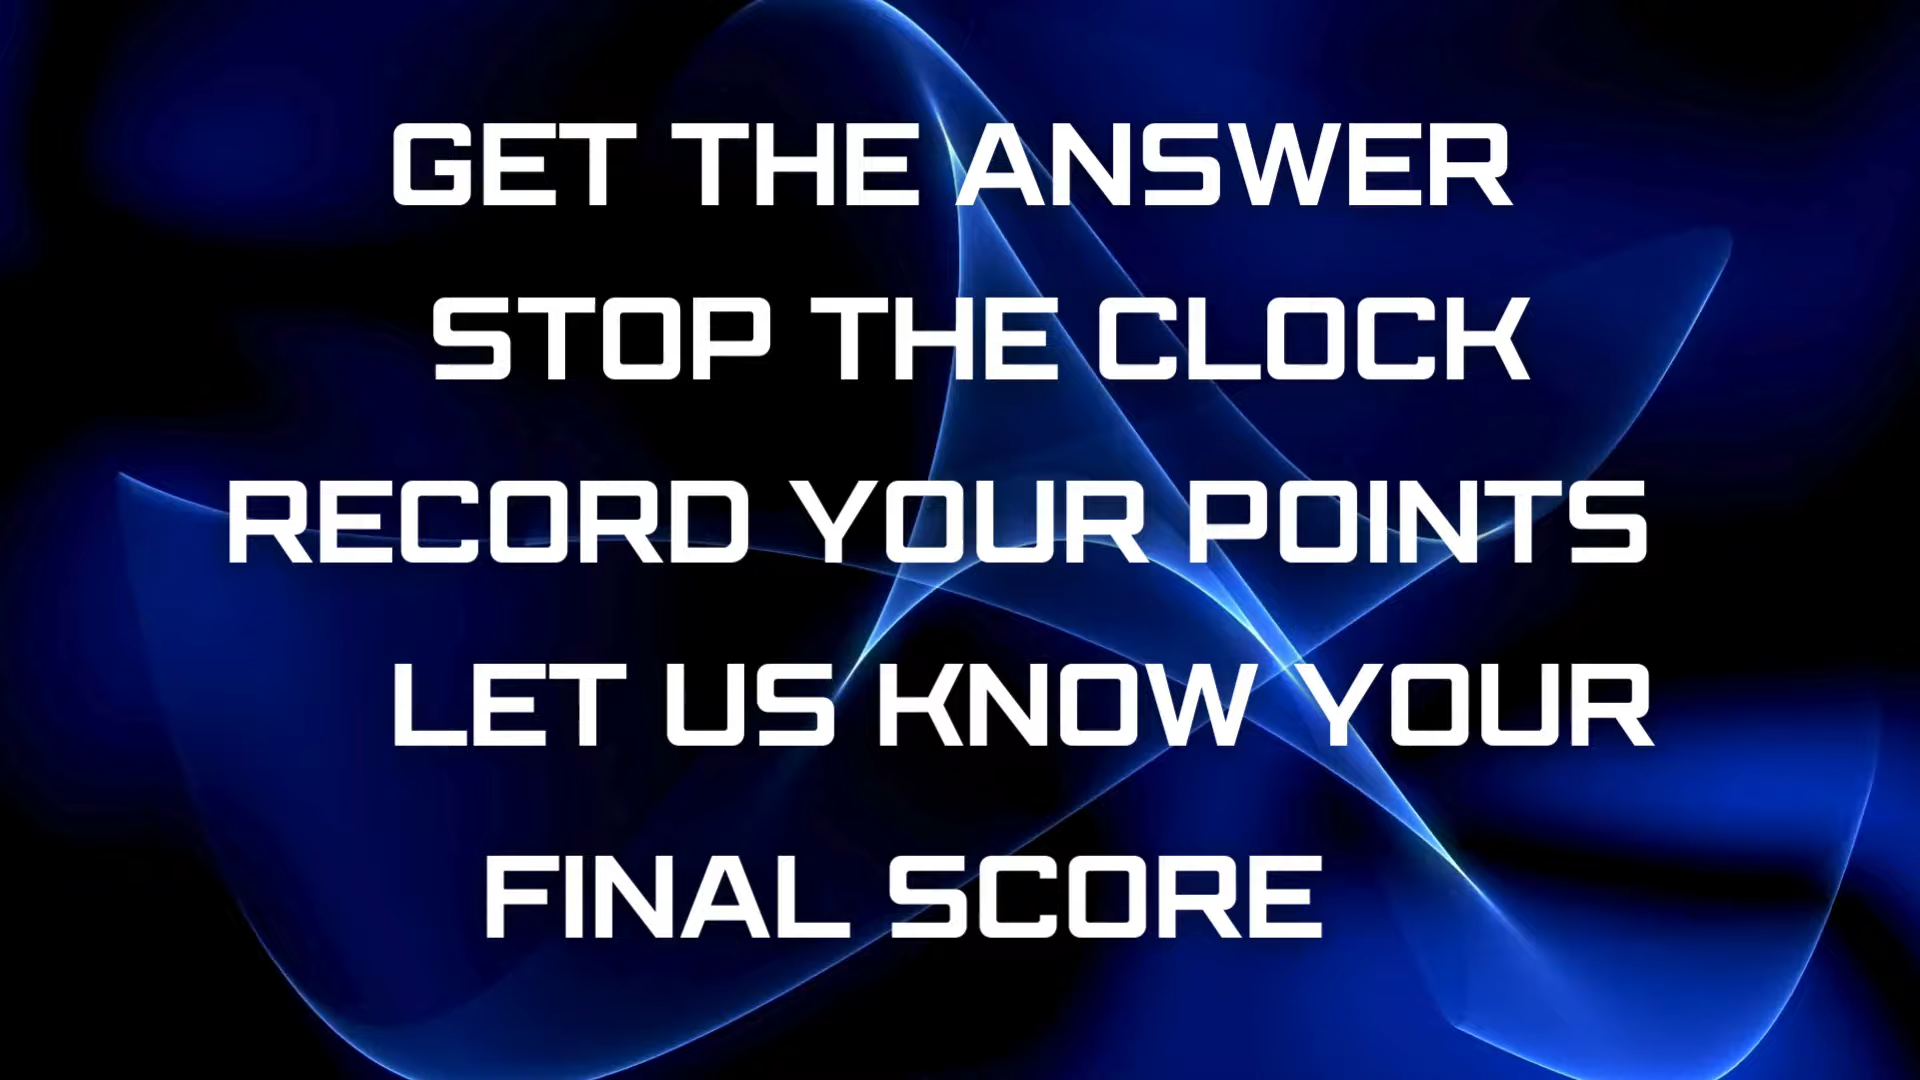 GET THE ANSWER
STOP THE CLOCK
RECORD YOUR POINTS
LET US KNOW YOUR
FINAL SCORE